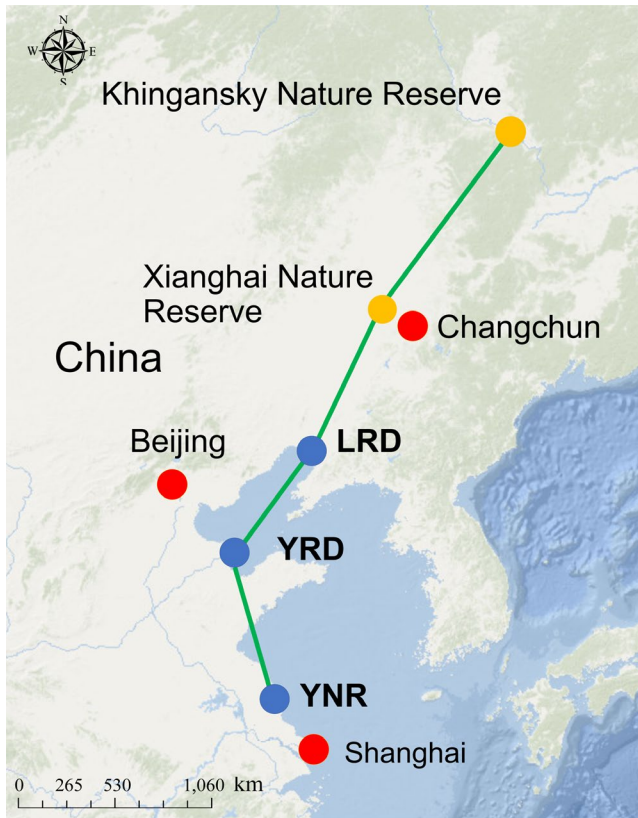 N
W E
S
Khingansky Nature Reserve
Xianghai Nature
Reserve
Changchun
China
Beijing
LRD
YRD
YNR
Shanghai
0 265 530 1,060 km